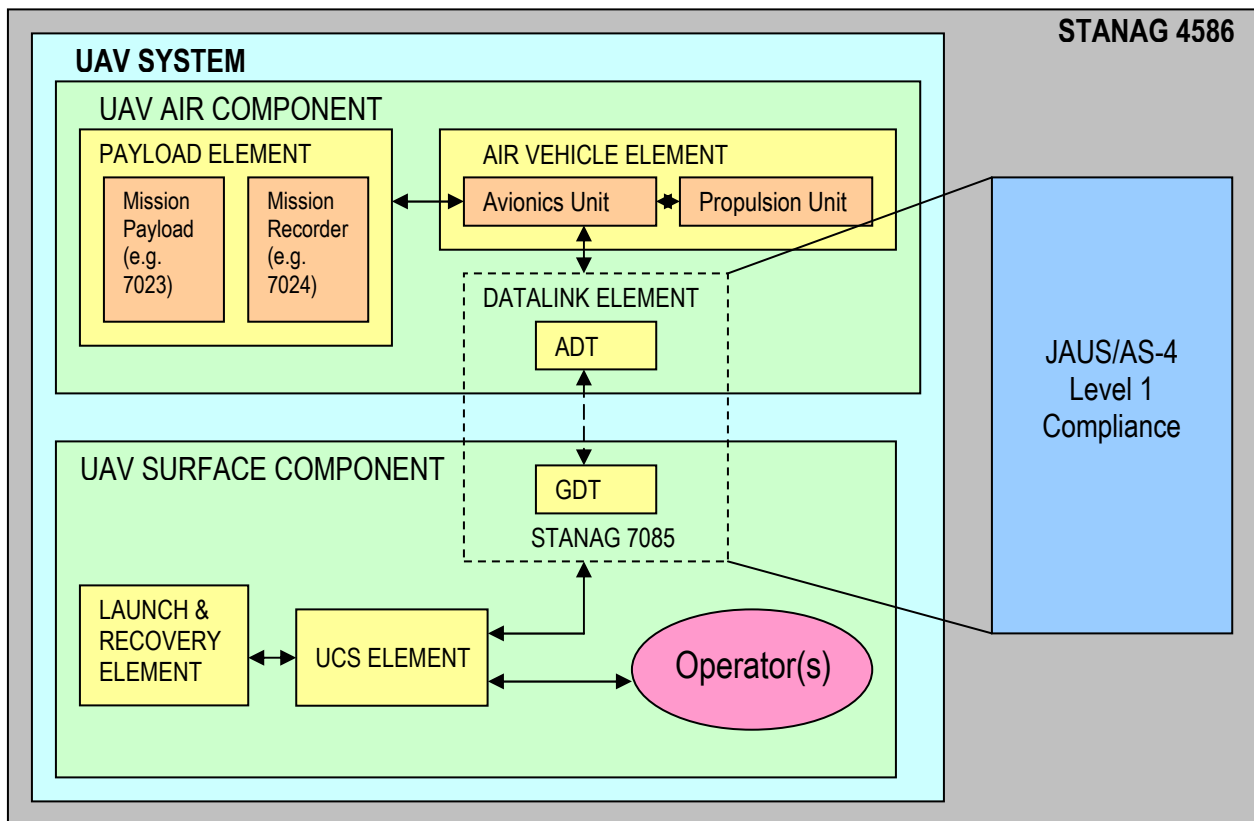 STANAG 4586
UAV SYSTEM
UAV AIR COMPONENT
PAYLOAD ELEMENT
Mission
Payload
(e.g.
7023)
Mission
Recorder
(e.g.
7024)
AIR VEHICLE ELEMENT
Avionics Unit
Propulsion Unit
DATALINK ELEMENT
ADT
JAUS/AS-4
Level 1
Compliance
UAV SURFACE COMPONENT
GDT
STANAG 7085
LAUNCH &
RECOVERY
ELEMENT
UCS ELEMENT
Operator(s)